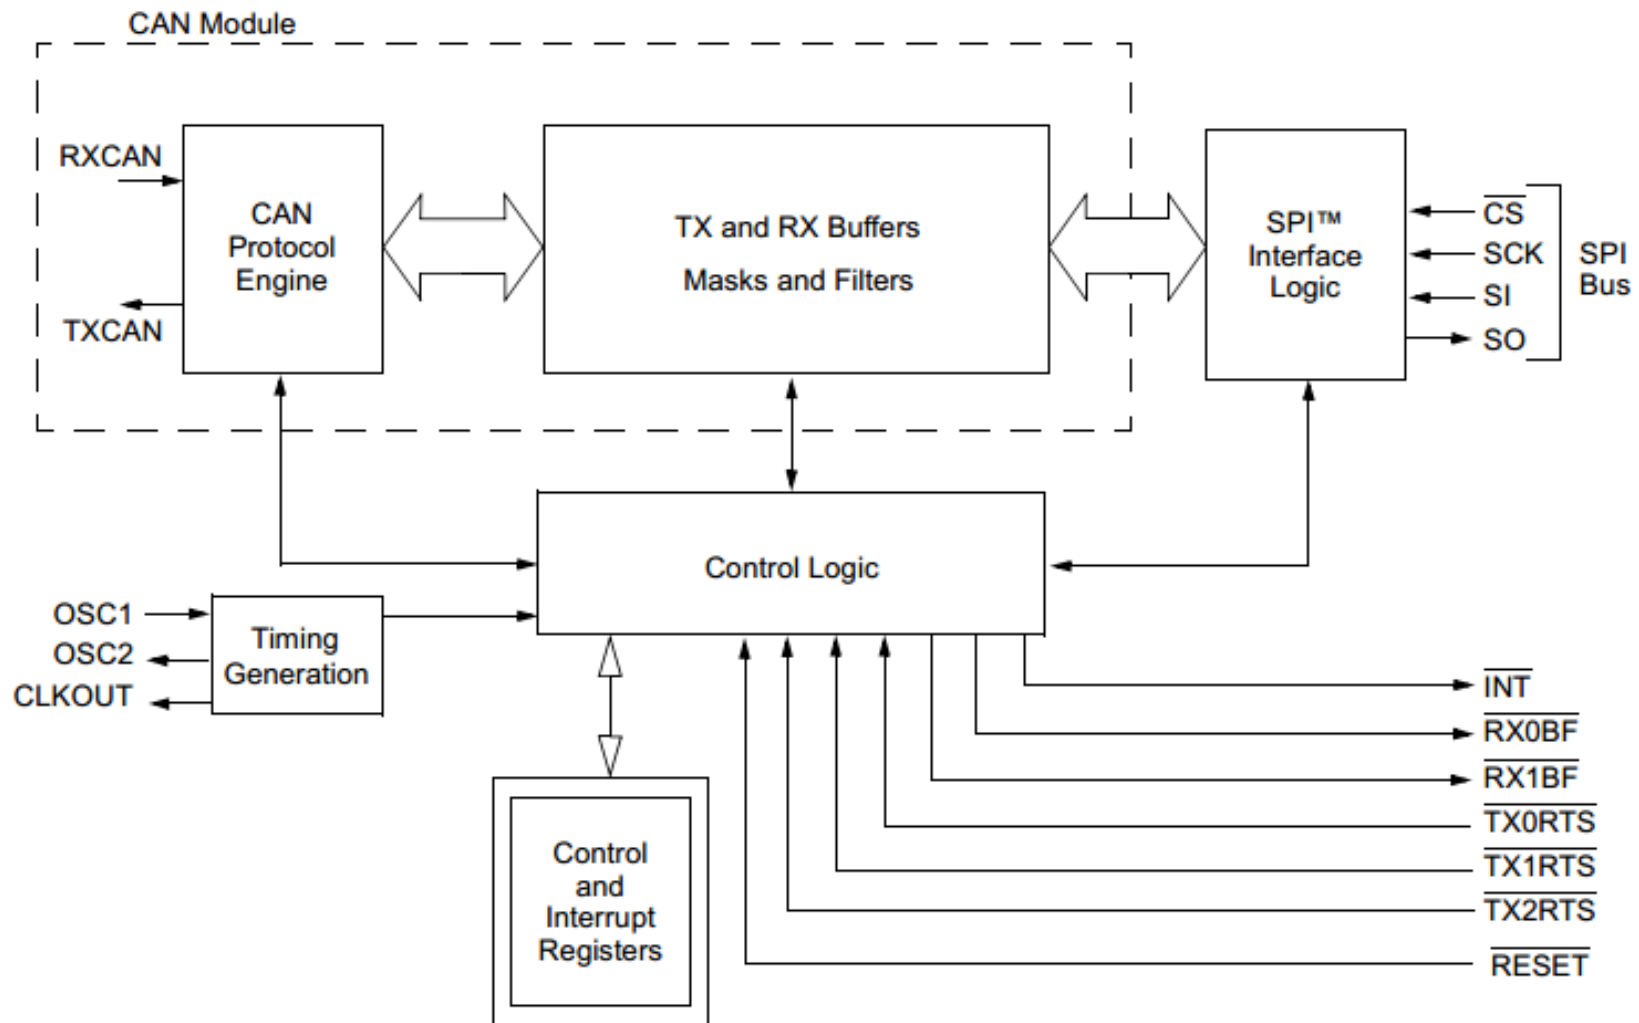 CAN Module
RXCAN
TXCAN
CAN
Protocol
Engine
TX and RX Buffers
Masks and Filters
SPI™
Interface
Logic
CS
SCK
SI
SO
SPI
Bus
Control Logic
OSC1
OSC2
CLKOUT
Timing
Generation
INT
RX0BF
RX1BF
TX0RTS
TX1RTS
TX2RTS
RESET
Control
and
Interrupt
Registers